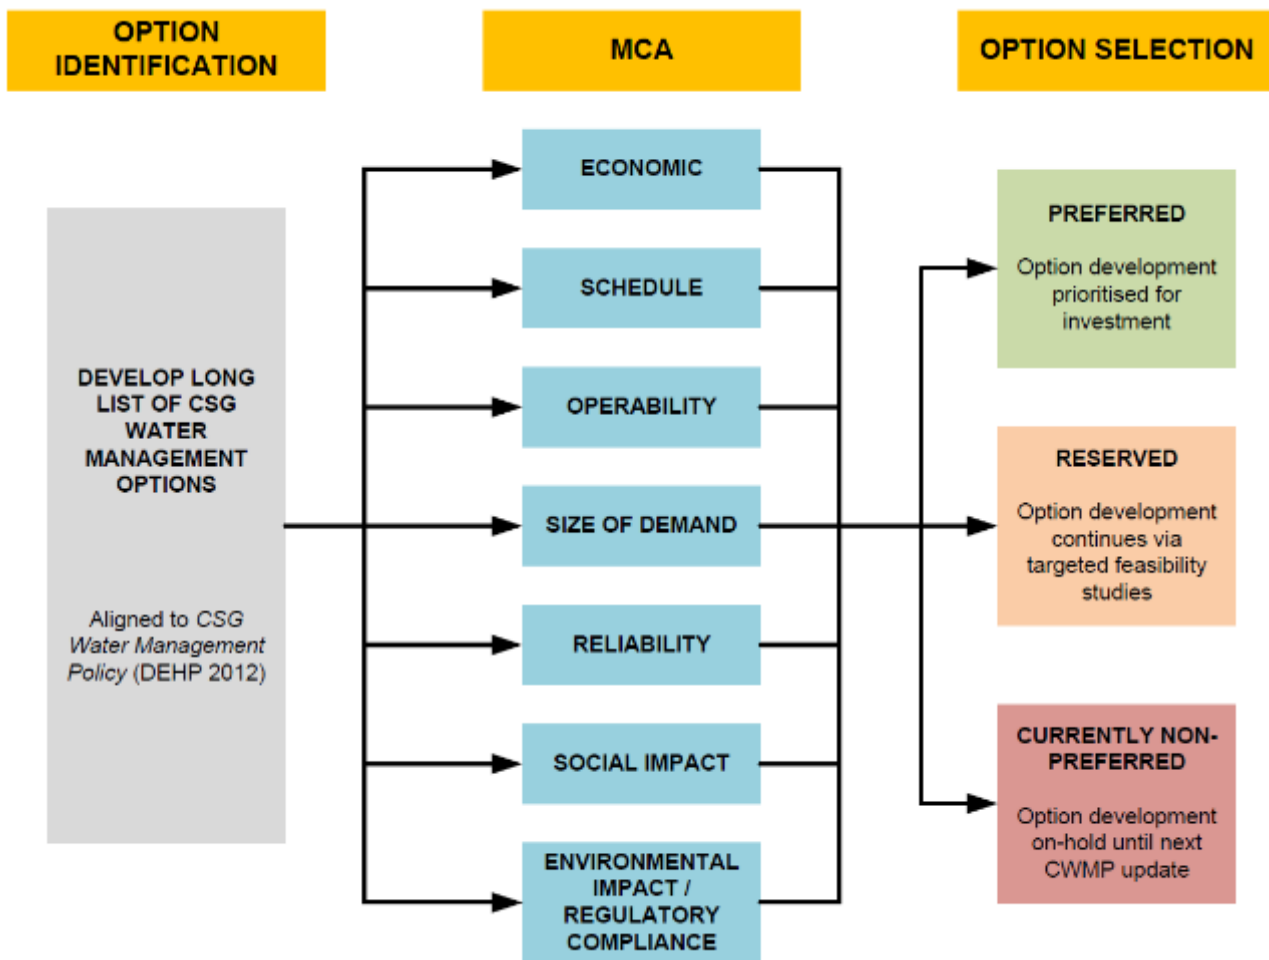 OPTION
IDENTIFICATION
MCA
OPTION SELECTION
DEVELOP LONG
LIST OF CSG
WATER
MANAGEMENT
OPTIONS
Aligned to CSG
Water Management
Policy (DEHP 2012)
ECONOMIC
SCHEDULE
OPERABILITY
SIZE OF DEMAND
RELIABILITY
SOCIAL IMPACT
ENVIRONMENTAL
IMPACT /
REGULATORY
COMPLIANCE
PREFERRED
Option development
prioritised for
investment
RESERVED
Option development
continues via
targeted feasibility
studies
CURRENTLY NON-
PREFERRED
Option development
on-hold until next
CWMP update